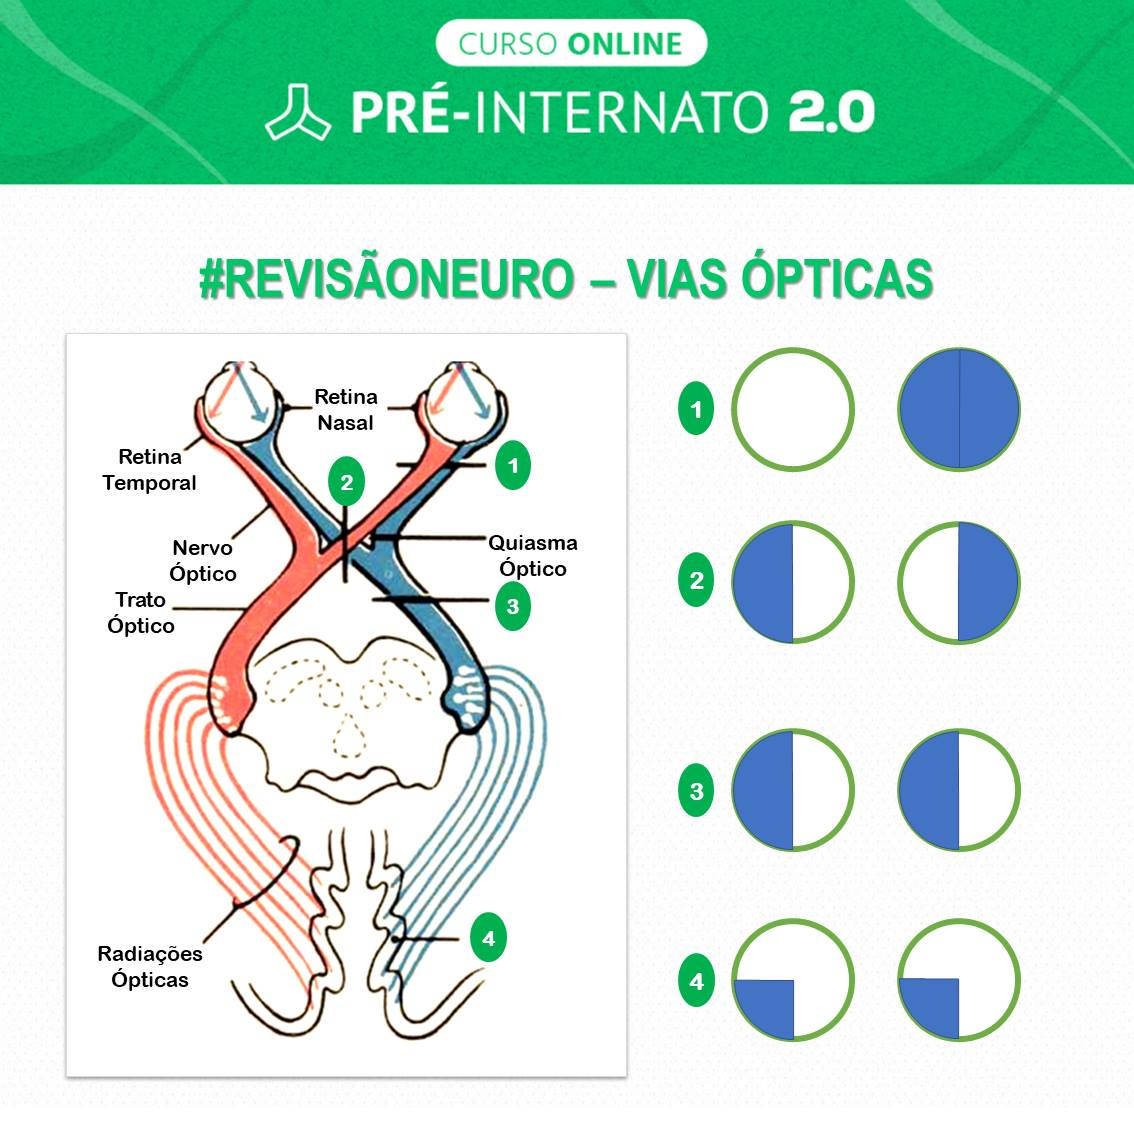 CURSO ONLINE
PRÉ-INTERNATO 2.0
#REVISÃONEURO – VIAS ÓPTICAS
Retina
Nasal
Retina
Temporal
1
2
Nervo
Óptico
Quiasma
Óptico
Trato
Óptico
3
Radiações
Ópticas
4
1
2
3
4